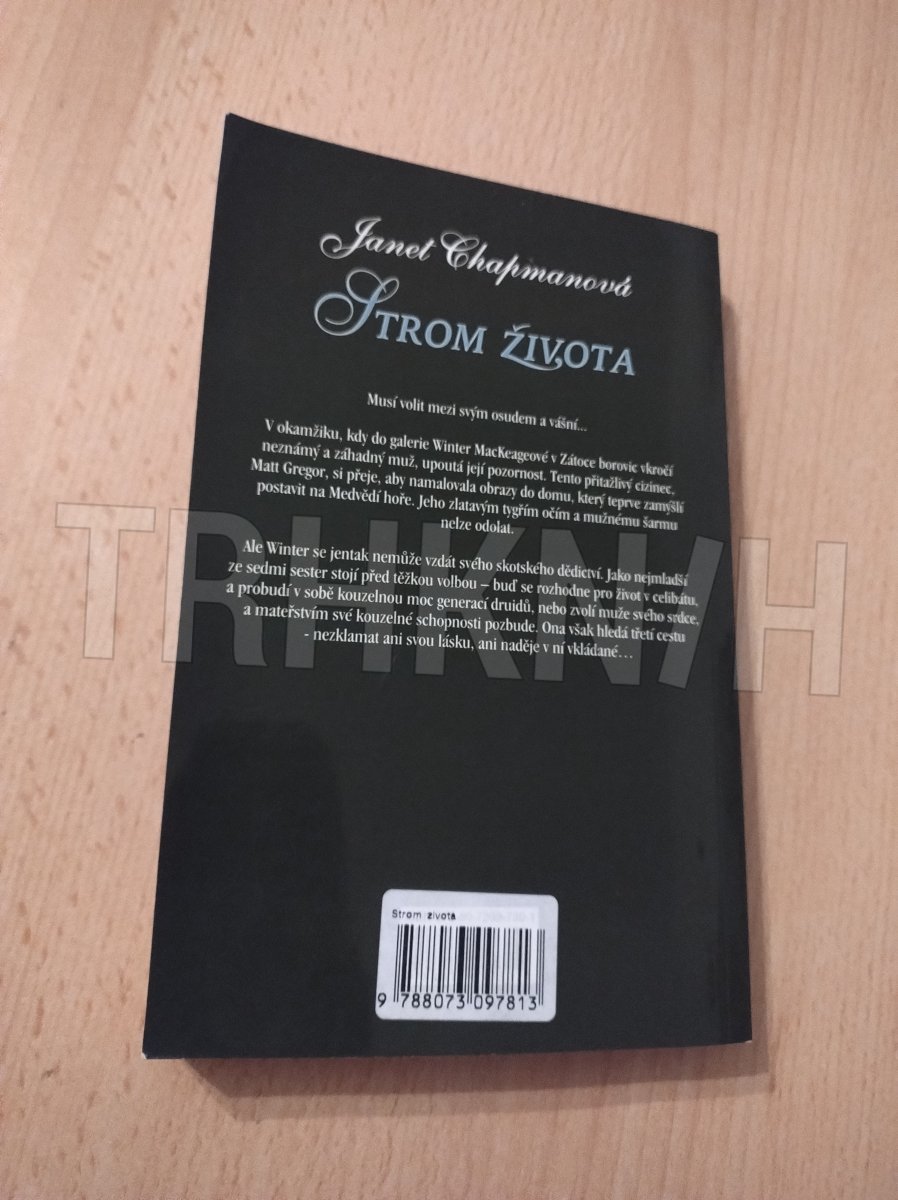 Janet Chapmanová
STROM ŽIVOTA
Musí volit mezi svým osudem a vášní...
V okamžiku, kdy do galerie Winter MacKeageové v Zátoce borovic vkročí
neznámý a záhadný muž, upoutá její pozornost. Tento přitažlivý cizinec,
Matt Gregor, si přeje, aby namalovala obrazy do domu, který teprve zamýšlí
postavit na Medvědí hoře. Jeho zlatavým tygřím očím a mužnému šarmu
nelze odolat.
Ale Winter se jentak nemůže vzdát svého skotského dědictví. Jako nejmladší
ze sedmi sester stojí před těžkou volbou – buď se rozhodne pro život v celibátu,
a probudí v sobě kouzelnou moc generací druidů, nebo zvolí muže svého srdce,
a mateřstvím své kouzelné schopnosti pozbude. Ona však hledá třetí cestu
- nezklamat ani svou lásku, ani naděje v ní vkládané...
TRHKNIH
Strom zivota
9 788073 097813